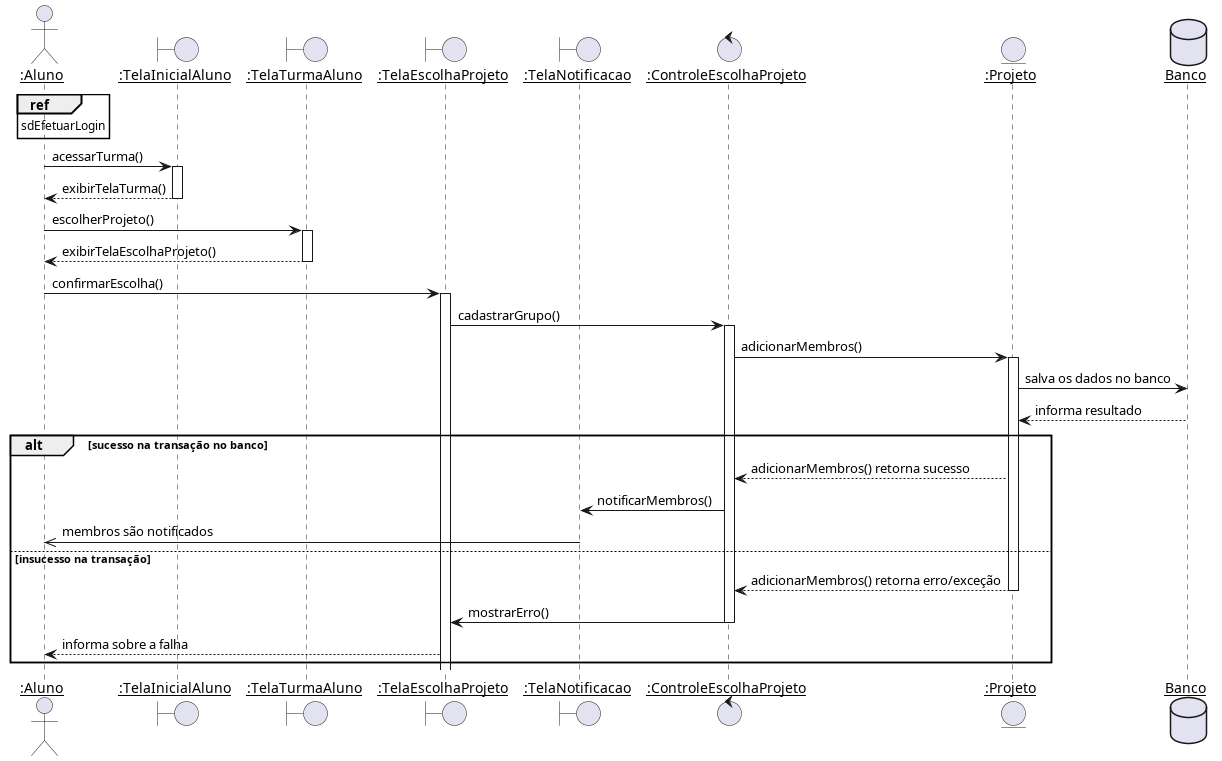 :Aluno
:TelaInicialAluno
:TelaTurmaAluno
:TelaEscolhaProjeto
:TelaNotificacao
:ControleEscolhaProjeto
:Projeto
Banco
ref
sdEfetuarLogin
acessarTurma()
exibirTelaTurma()
escolherProjeto()
exibirTelaEscolhaProjeto()
confirmarEscolha()
cadastrarGrupo()
adicionarMembros()
salva os dados no banco
informa resultado
alt
[sucesso na transação no banco]
adicionarMembros() retorna sucesso
notificarMembros()
membros são notificados
[insucesso na transação]
adicionarMembros() retorna erro/exceção
mostrarErro()
informa sobre a falha
:Aluno
:TelaInicialAluno
:TelaTurmaAluno
:TelaEscolhaProjeto
:TelaNotificacao
:ControleEscolhaProjeto
:Projeto
Banco